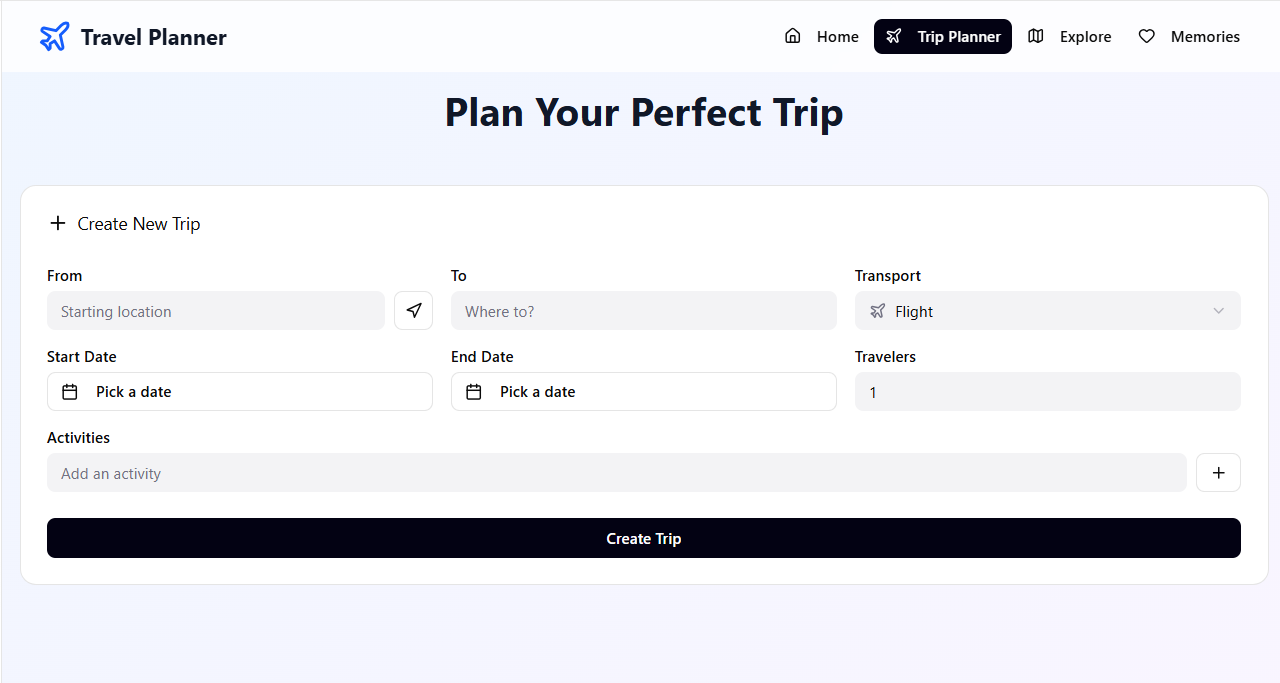 Travel Planner
Home
Trip Planner
Explore
Memories
Plan Your Perfect Trip
Create New Trip
From
To
Transport
Starting location
Where to?
Flight
Start Date
End Date
Travelers
Pick a date
Pick a date
1
Activities
Add an activity
Create Trip